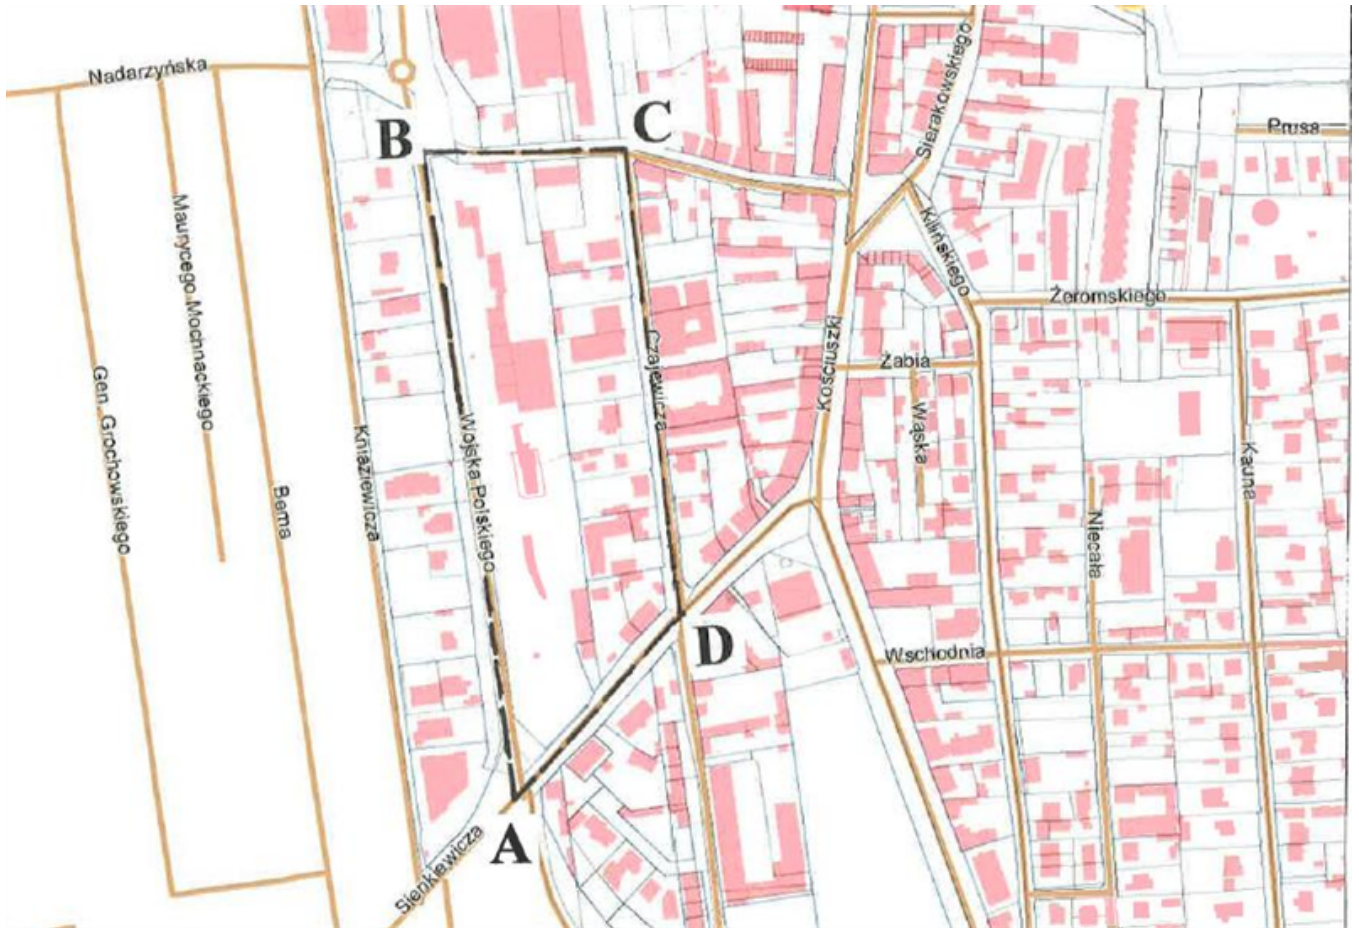 Nadarzyńska
B
C
Sierakowskiego
Prusa
Maurycego Mochnackiego
Kilińskiego
Żeromskiego
Gen. Grochowskiego
Bema
Kniaziewicza
Wojska Polskiego
Czajewicza
Kościuszki
Żabia
Wąska
Kauna
Niecała
D
Wschodnia
A
Sienkiewicza